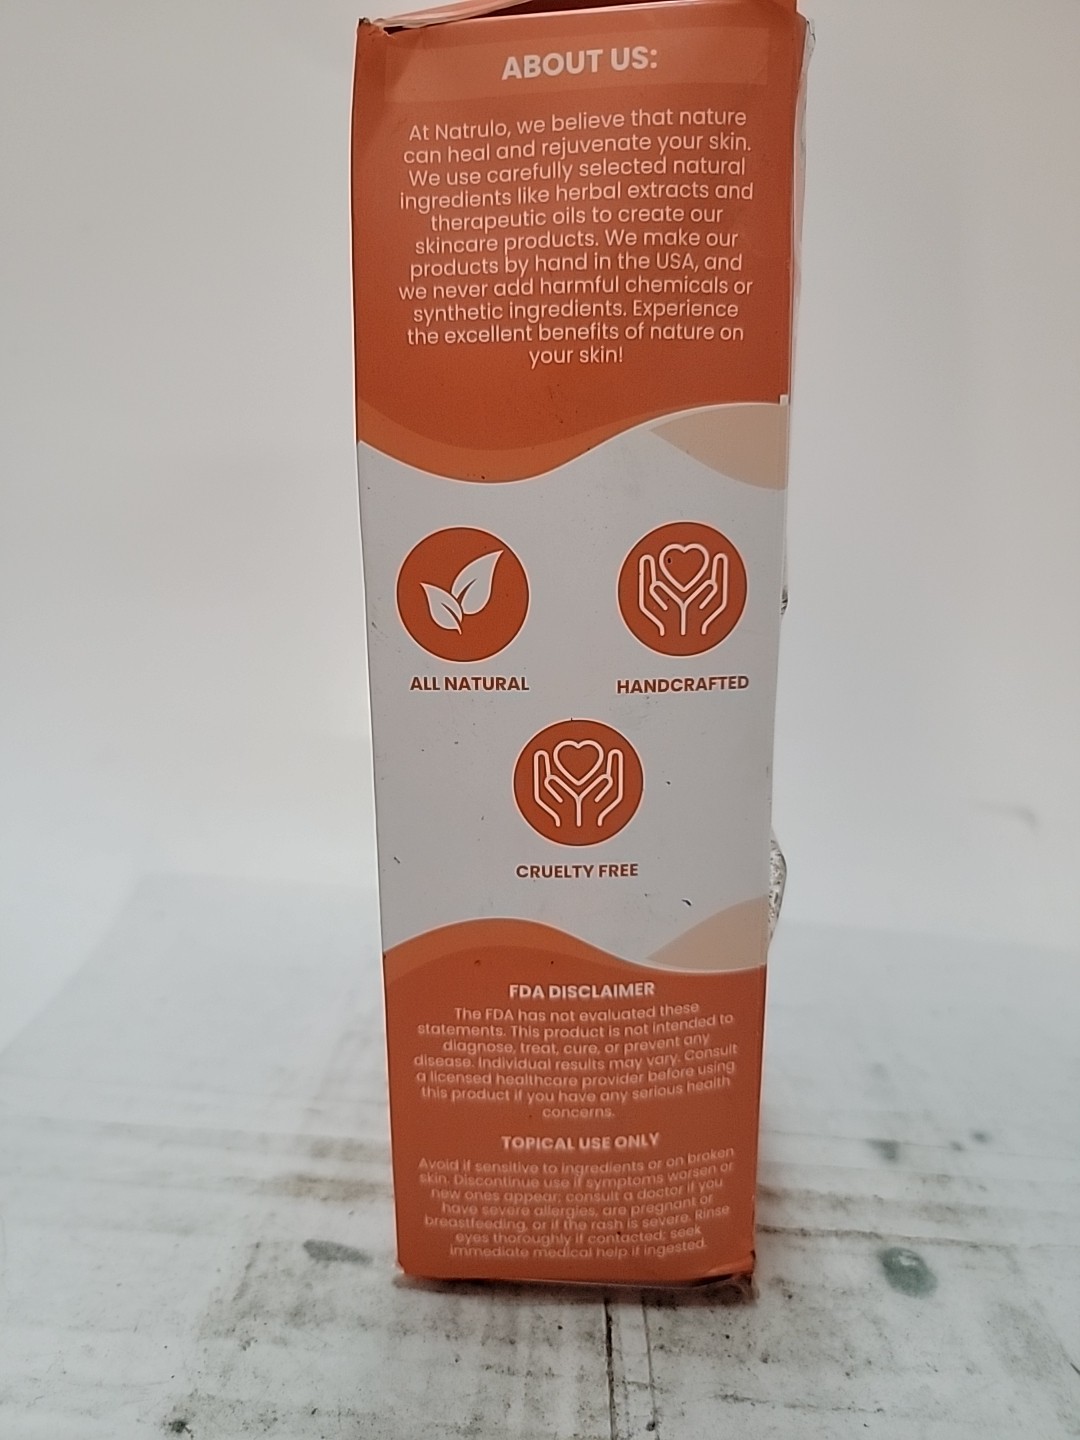 ABOUT US:
At Natrulo, we believe that nature
can heal and rejuvenate your skin.
We use carefully selected natural
ingredients like herbal extracts and
therapeutic oils to create our
skincare products. We make our
products by hand in the USA, and
we never add harmful chemicals or
synthetic ingredients. Experience
the excellent benefits of nature on
your skin!
ALL NATURAL
HANDCRAFTED
CRUELTY FREE
FDA DISCLAIMER
The FDA has not evaluated these
statements. This product is not intended to
diagnose, treat, cure, or prevent any
disease. Individual results may vary. Consult
a licensed healthcare provider before using
this product if you have any serious health
concerns.
TOPICAL USE ONLY
Avoid if sensitive to ingredients or on broken
skin. Discontinue use if symptoms worsen or
new ones appear; consult a doctor if you
have severe allergies, are pregnant or
breastfeeding, or if the rash is severe. Rinse
eyes thoroughly if contacted; seek
immediate medical help if ingested.